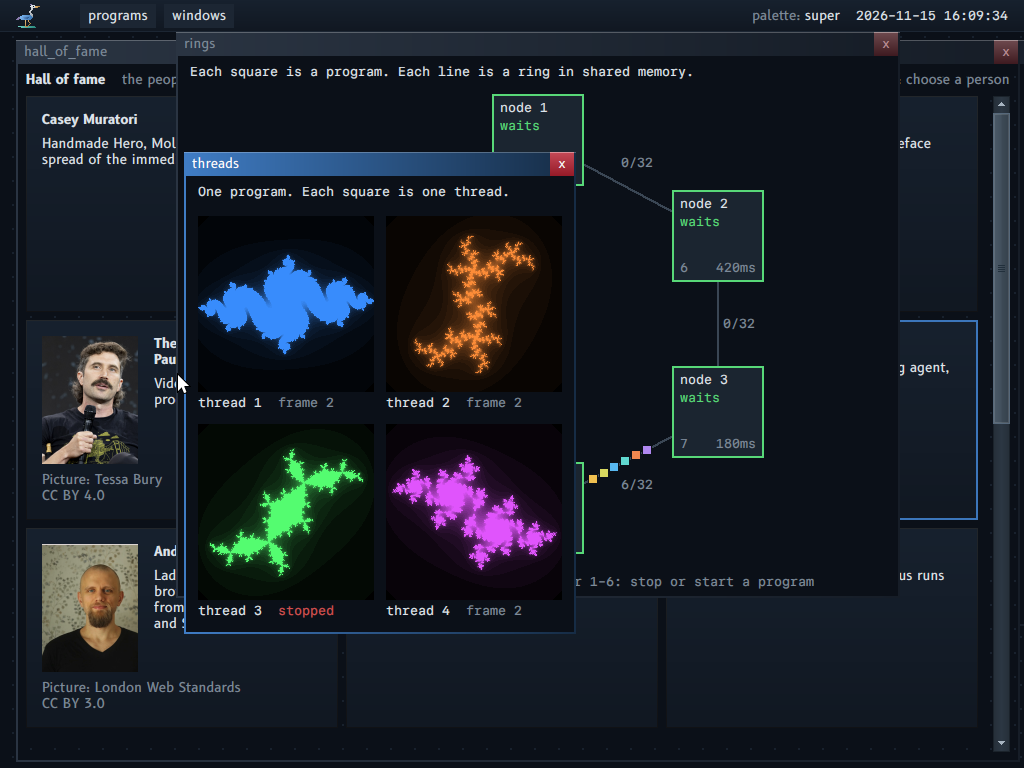 programs windows palette: super 2026-11-15 16:09:34
hall_of_fame
rings x
x
Hall of fame the peop
choose a person
Each square is a program. Each line is a ring in shared memory.
Casey Muratori
Handmade Hero, Mol
spread of the immed
eface
node 1
waits
0/32
node 2
waits
6 420ms
0/32
node 3
waits
7 180ms
6/32
r 1-6: stop or start a program
threads x
One program. Each square is one thread.
thread 1 frame 2
thread 2 frame 2
thread 3 stopped
thread 4 frame 2
The
Pau
Vid
pro
Picture: Tessa Bury
CC BY 4.0
g agent,
And
Lad
bro
from
and S
Picture: London Web Standards
CC BY 3.0
us runs